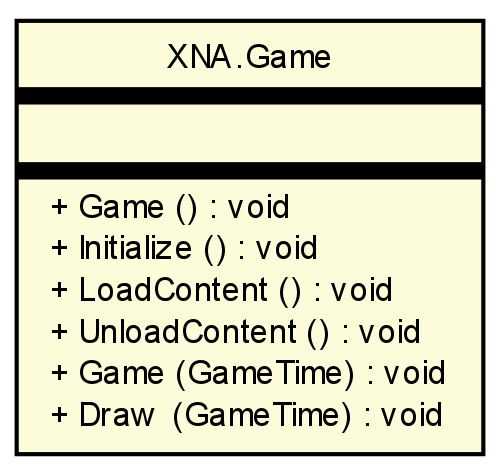 XNA.Game
+ Game () : void
+ Initialize () : void
+ LoadContent () : void
+ UnloadContent () : void
+ Game (GameTime) : void
+ Draw (GameTime) : void